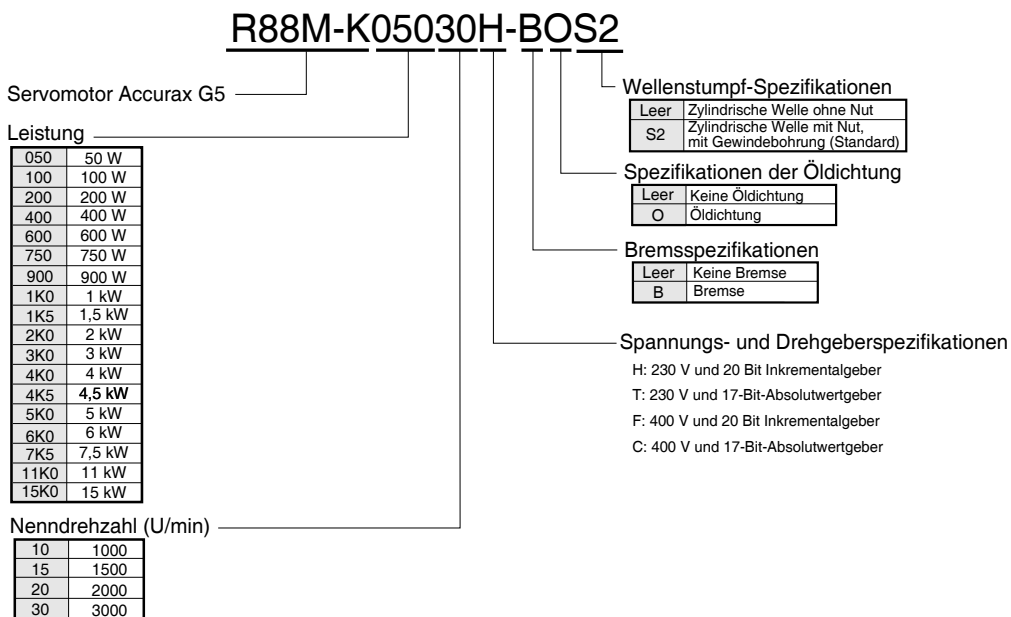 R88M-K05030H-BOS2
Servomotor Accurax G5
Leistung
050 50 W
100 100 W
200 200 W
400 400 W
600 600 W
750 750 W
900 900 W
1K0 1 kW
1K5 1,5 kW
2K0 2 kW
3K0 3 kW
4K0 4 kW
4K5 4,5 kW
5K0 5 kW
6K0 6 kW
7K5 7,5 kW
11K0 11 kW
15K0 15 kW
Nenndrehzahl (U/min)
10 1000
15 1500
20 2000
30 3000
Wellenstumpf-Spezifikationen
Leer Zylindrische Welle ohne Nut
S2 Zylindrische Welle mit Nut,
mit Gewindebohrung (Standard)
Spezifikationen der Öldichtung
Leer Keine Öldichtung
O Öldichtung
Bremsspezifikationen
Leer Keine Bremse
B Bremse
Spannungs- und Drehgeberspezifikationen
H: 230 V und 20 Bit Inkrementalgeber
T: 230 V und 17-Bit-Absolutwertgeber
F: 400 V und 20 Bit Inkrementalgeber
C: 400 V und 17-Bit-Absolutwertgeber